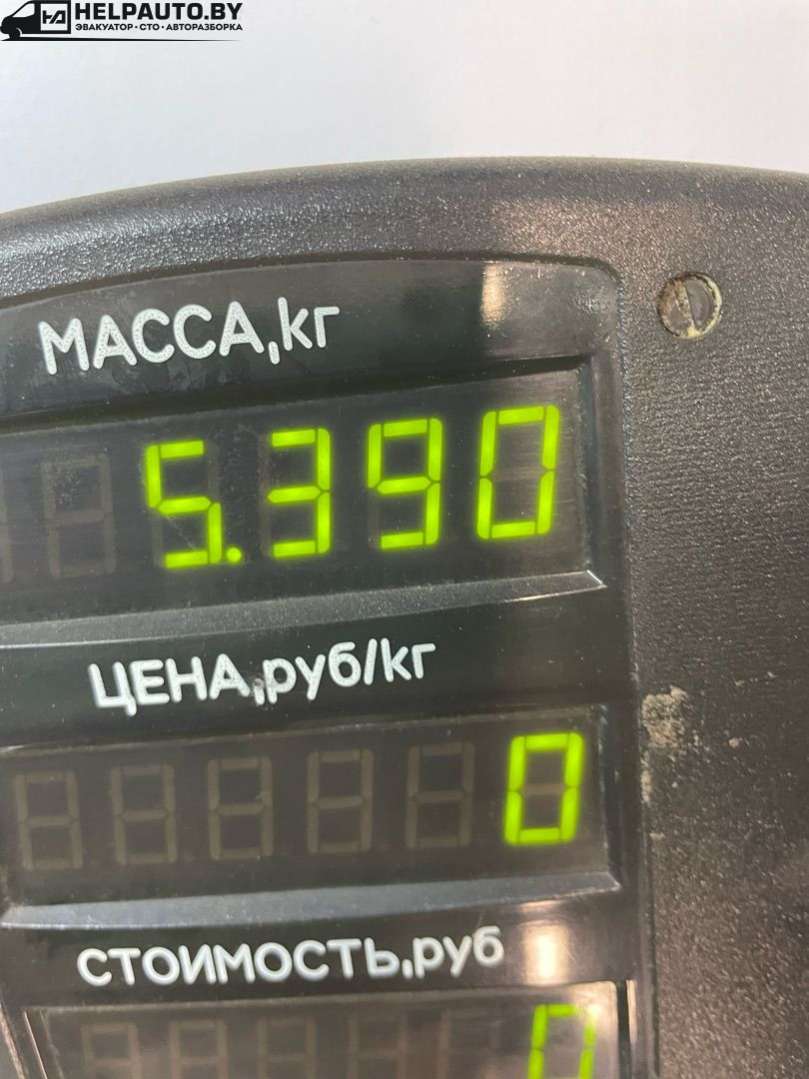 HELPAUTO.BY
ЭВАКУАТОР • СТО • АВТОРАЗБОРКА
МАССА,кг
5.390
ЦЕНА,руб/кг
0
СТОИМОСТЬ,руб
0